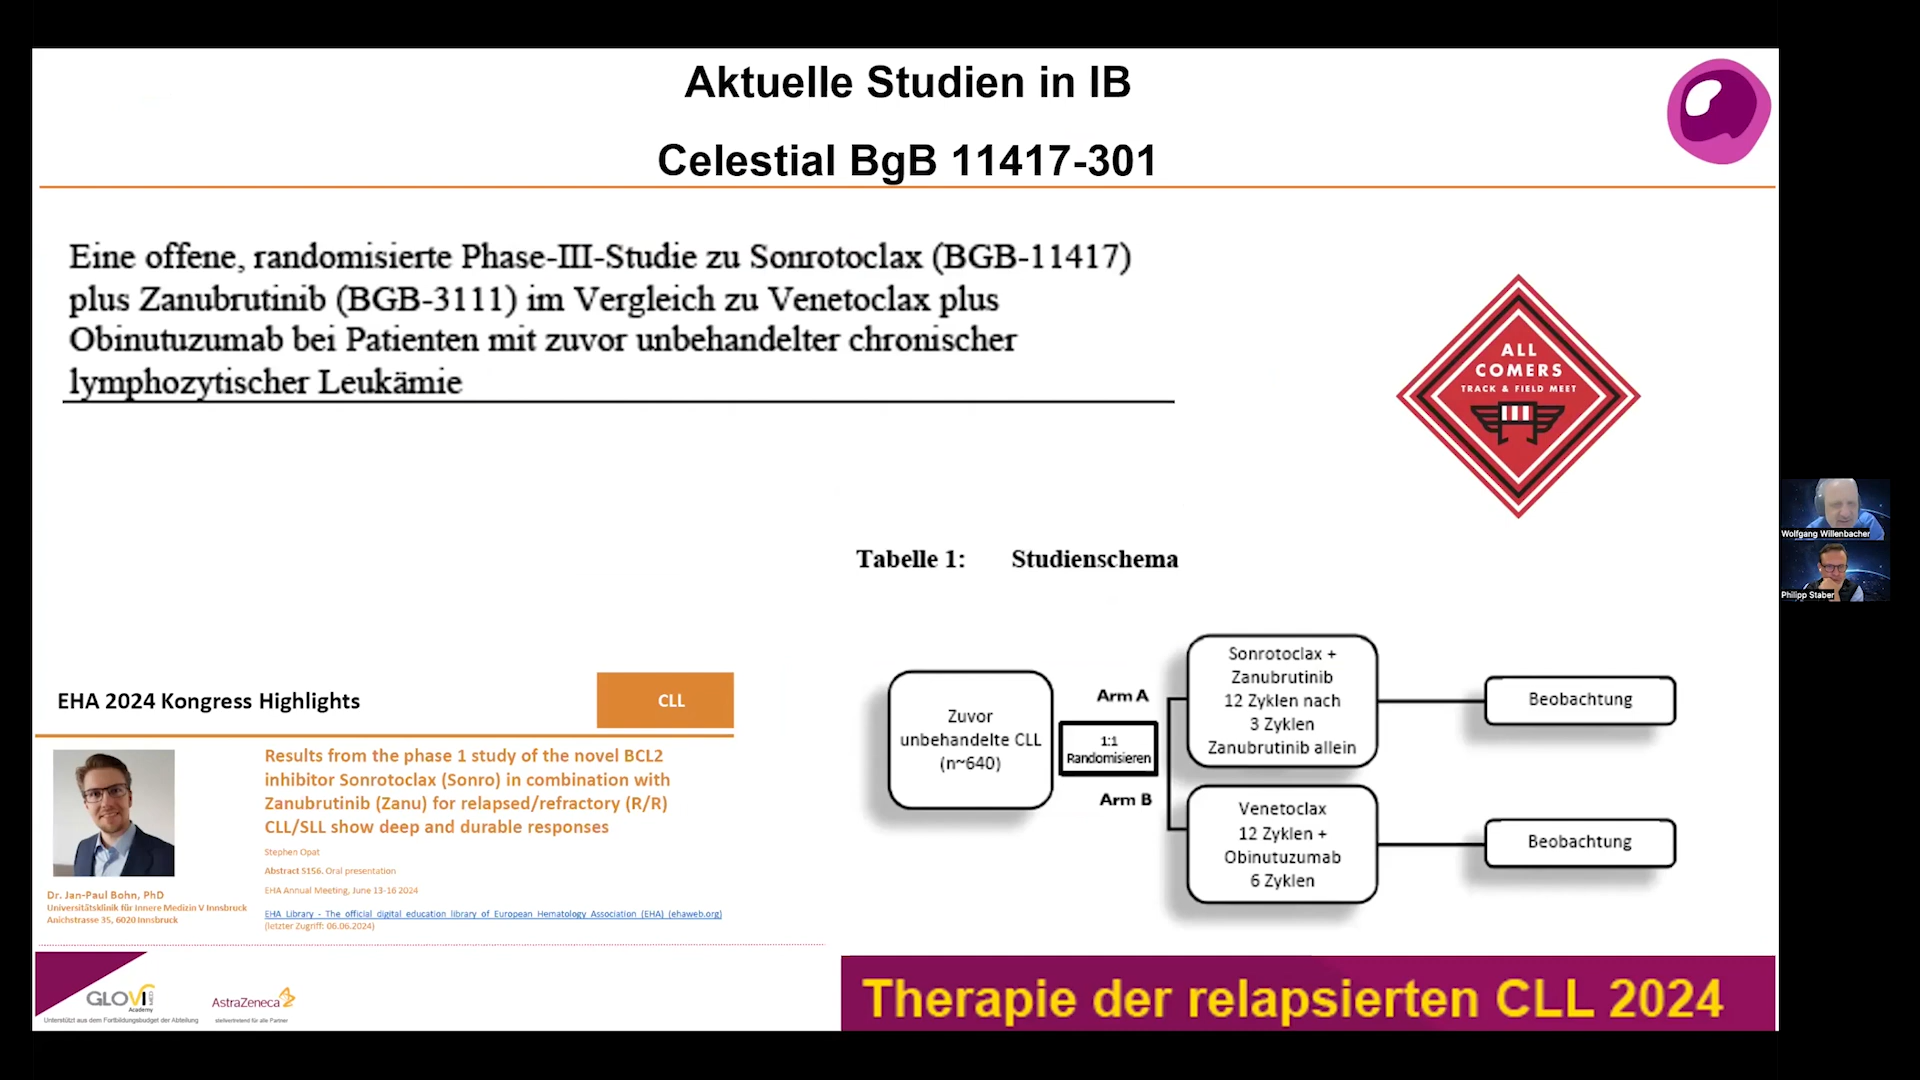 Aktuelle Studien in IB
Celestial BgB 11417-301
Eine offene, randomisierte Phase-III-Studie zu Sonrotoclax (BGB-11417)
plus Zanubrutinib (BGB-3111) im Vergleich zu Venetoclax plus
Obinutuzumab bei Patienten mit zuvor unbehandelter chronischer
lymphozytischer Leukämie
ALL
COMERS
TRACK & FIELD MEET
Wolfgang Willenbacher
Philipp Staber
Tabelle 1: Studienschema
Zuvor
unbehandelte CLL
(n~640)
Arm A
1:1
Randomisieren
Arm B
Sonrotoclax +
Zanubrutinib
12 Zyklen nach
3 Zyklen
Zanubrutinib allein
Beobachtung
Venetoclax
12 Zyklen +
Obinutuzumab
6 Zyklen
Beobachtung
EHA 2024 Kongress Highlights
CLL
Results from the phase 1 study of the novel BCL2
inhibitor Sonrotoclax (Sonro) in combination with
Zanubrutinib (Zanu) for relapsed/refractory (R/R)
CLL/SLL show deep and durable responses
Stephen Opat
Abstract S156. Oral presentation
EHA Annual Meeting, June 13-16 2024
EHA Library - The official digital education library of European Hematology Association (EHA) (ehaweb.org)
(letzter Zugriff: 06.06.2024)
Dr. Jan-Paul Bohn, PhD
Universitätsklinik für Innere Medizin V Innsbruck
Anichstrasse 35, 6020 Innsbruck
GLOVI
MED
Academy
Unterstützt aus dem Fortbildungsbudget der Abteilung
AstraZeneca
stellvertretend für alle Partner
Therapie der relapsierten CLL 2024